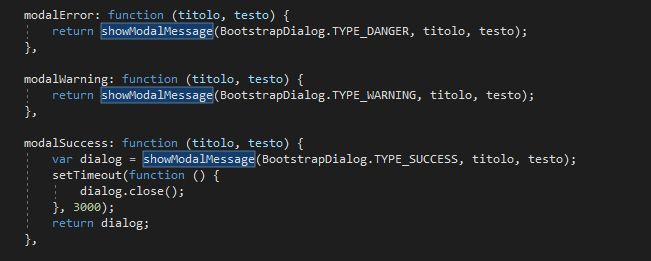 modalError: function (titolo, testo) {
return showModalMessage(BootstrapDialog.TYPE_DANGER, titolo, testo);
},
modalWarning: function (titolo, testo) {
return showModalMessage(BootstrapDialog.TYPE_WARNING, titolo, testo);
},
modalSuccess: function (titolo, testo) {
var dialog = showModalMessage(BootstrapDialog.TYPE_SUCCESS, titolo, testo);
setTimeout(function () {
dialog.close();
}, 3000);
return dialog;
},